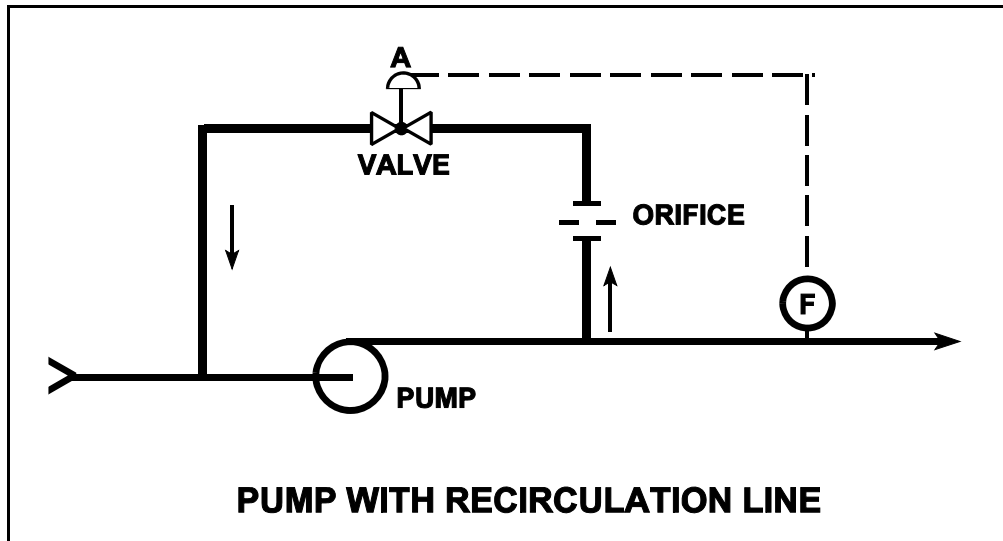 A
VALVE
ORIFICE
F
PUMP
PUMP WITH RECIRCULATION LINE